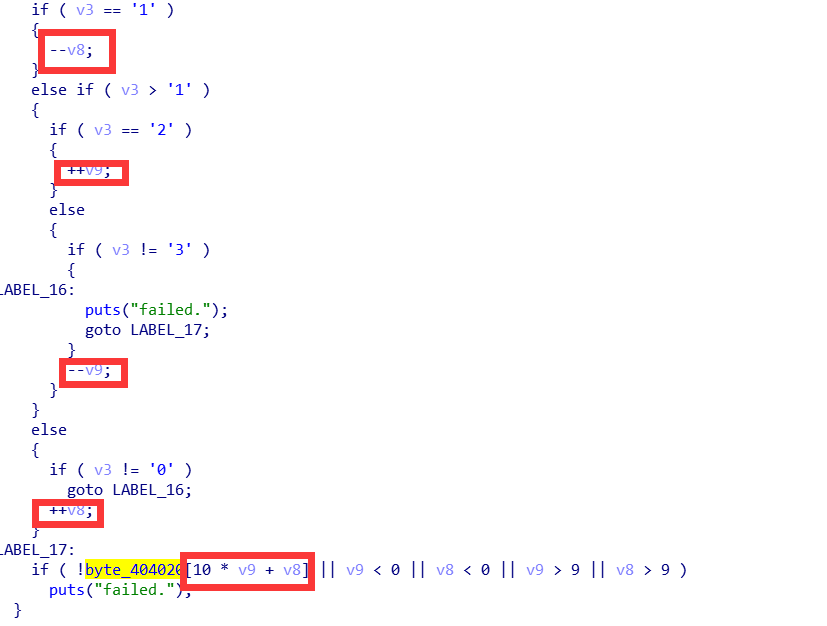 if ( v3 == '1' )
{
--v8;
}
else if ( v3 > '1' )
{
if ( v3 == '2' )
{
++v9;
}
else
{
if ( v3 != '3' )
{
LABEL_16:
puts("failed.");
goto LABEL_17;
}
--v9;
}
}
else
{
if ( v3 != '0' )
goto LABEL_16;
++v8;
}
LABEL_17:
if ( !byte_404020[10 * v9 + v8] || v9 < 0 || v8 < 0 || v9 > 9 || v8 > 9 )
puts("failed.");
}